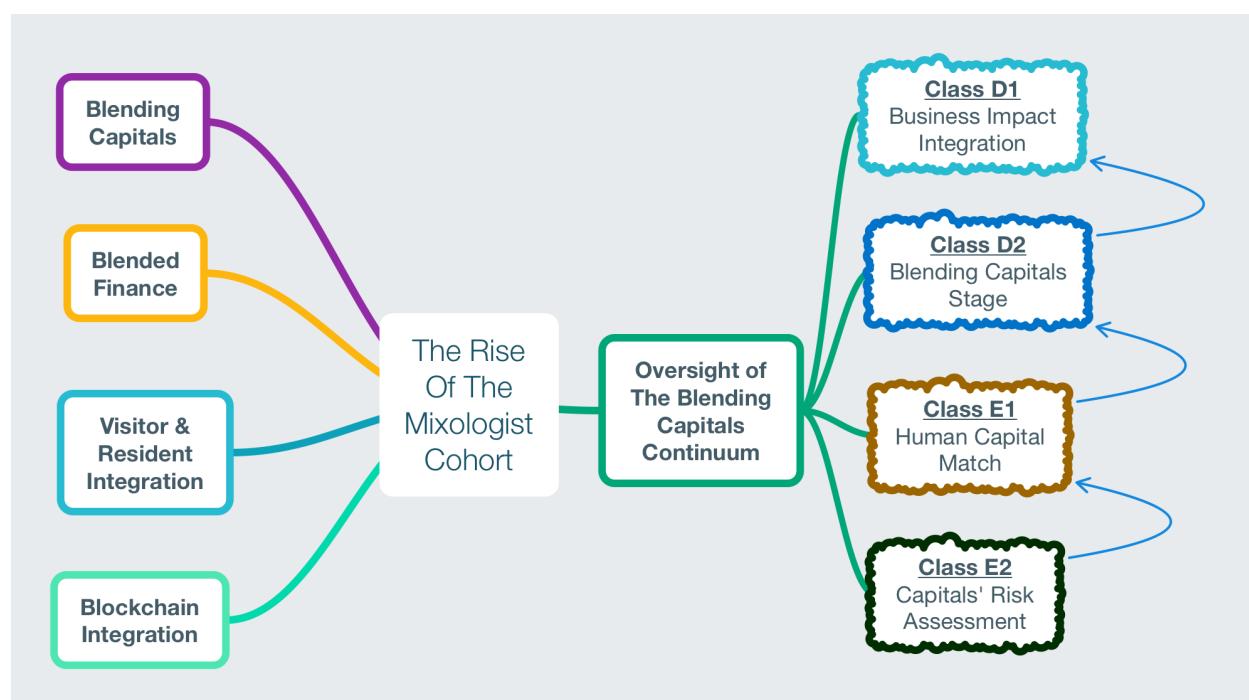 Blending
Capitals
Blended
Finance
Visitor &
Resident
Integration
Blockchain
Integration
The Rise
Of The
Mixologist
Cohort
Oversight of
The Blending
Capitals
Continuum
Class D1
Business Impact
Integration
Class D2
Blending Capitals
Stage
Class E1
Human Capital
Match
Class E2
Capitals' Risk
Assessment